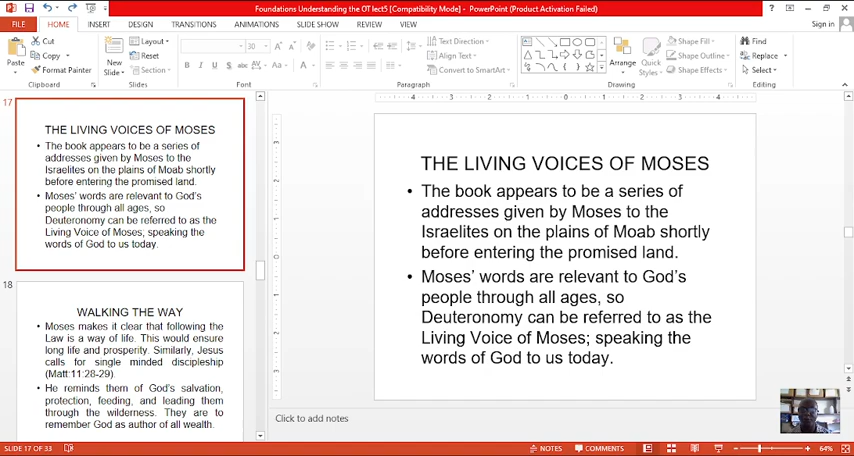 Foundations Understanding the OT lect5 [Compatibility Mode] - PowerPoint (Product Activation Failed)
FILE HOME INSERT DESIGN TRANSITIONS ANIMATIONS SLIDE SHOW REVIEW VIEW Sign in
Cut Layout 30 Text Direction Shape Fill Find
Copy Reset Align Text Shape Outline Replace
Paste Format Painter New Slide Section Convert to SmartArt Arrange Quick Styles Shape Effects Select
Clipboard Slides Font Paragraph Drawing Editing
17
THE LIVING VOICES OF MOSES
• The book appears to be a series of
addresses given by Moses to the
Israelites on the plains of Moab shortly
before entering the promised land.
• Moses’ words are relevant to God’s
people through all ages, so
Deuteronomy can be referred to as the
Living Voice of Moses; speaking the
words of God to us today.
18
WALKING THE WAY
• Moses makes it clear that following the
Law is a way of life. This would ensure
long life and prosperity. Similarly, Jesus
calls for single minded discipleship
(Matt:11:28-29).
• He reminds them of God’s salvation,
protection, feeding, and leading them
through the wilderness. They are to
remember God as author of all wealth.
THE LIVING VOICES OF MOSES
• The book appears to be a series of
addresses given by Moses to the
Israelites on the plains of Moab shortly
before entering the promised land.
• Moses’ words are relevant to God’s
people through all ages, so
Deuteronomy can be referred to as the
Living Voice of Moses; speaking the
words of God to us today.
Click to add notes
SLIDE 17 OF 33 NOTES COMMENTS 64%